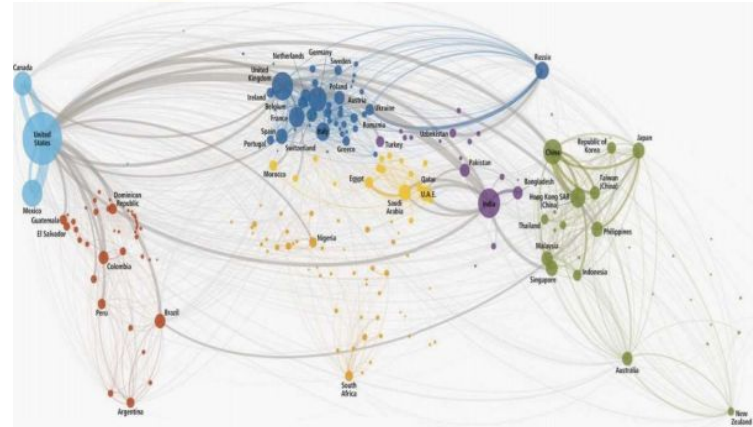 Canada
United
States
Mexico
Guatemala
El Salvador
Dominican
Republic
Colombia
Peru
Brazil
Argentina
Netherlands
Germany
Sweden
United
Kingdom
Poland
Ireland
Belgium
Austria
Ukraine
France
Romania
Spain
Italy
Portugal
Switzerland
Greece
Turkey
Russia
Uzbekistan
Morocco
Egypt
Qatar
Saudi
Arabia
U.A.E.
Pakistan
India
Bangladesh
Nigeria
South
Africa
China
Republic of
Korea
Japan
Hong Kong SAR
(China)
Taiwan
(China)
Thailand
Philippines
Malaysia
Singapore
Indonesia
Australia
New
Zealand